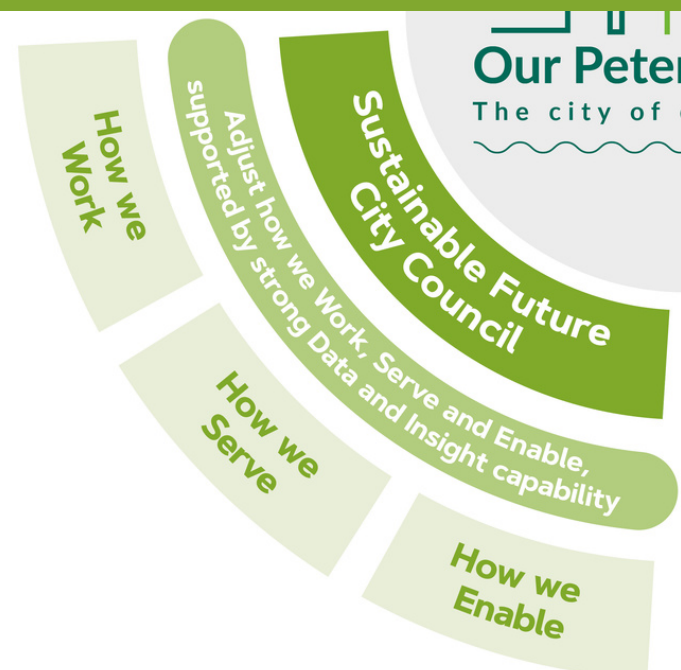 Our Peter
The city of
Sustainable Future
City Council
Adjust how we Work, Serve and Enable,
supported by strong Data and Insight capability
How we
Work
How we
Serve
How we
Enable